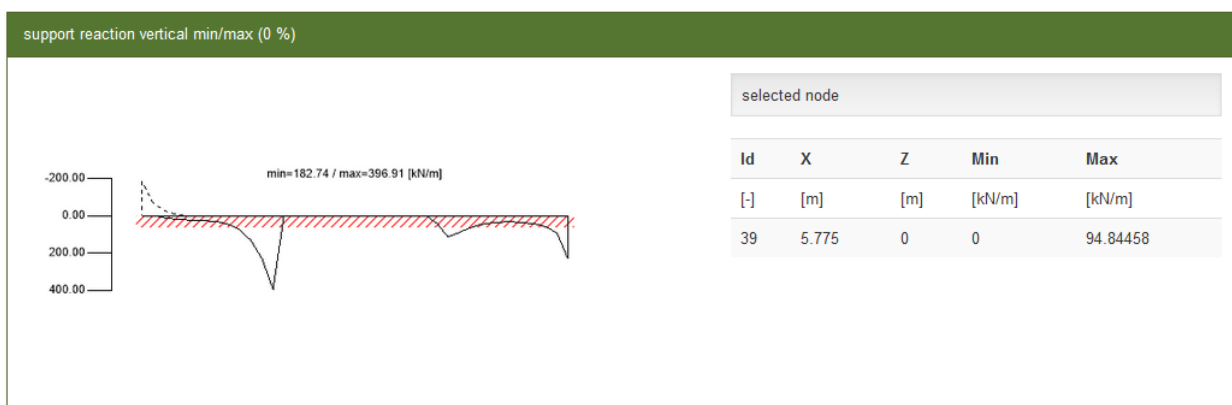 support reaction vertical min/max (0 %)
selected node
min=182.74 / max=396.91 [kN/m]
-200.00
0.00
200.00
400.00
Id X Z Min Max
[-] [m] [m] [kN/m] [kN/m]
39 5.775 0 0 94.84458